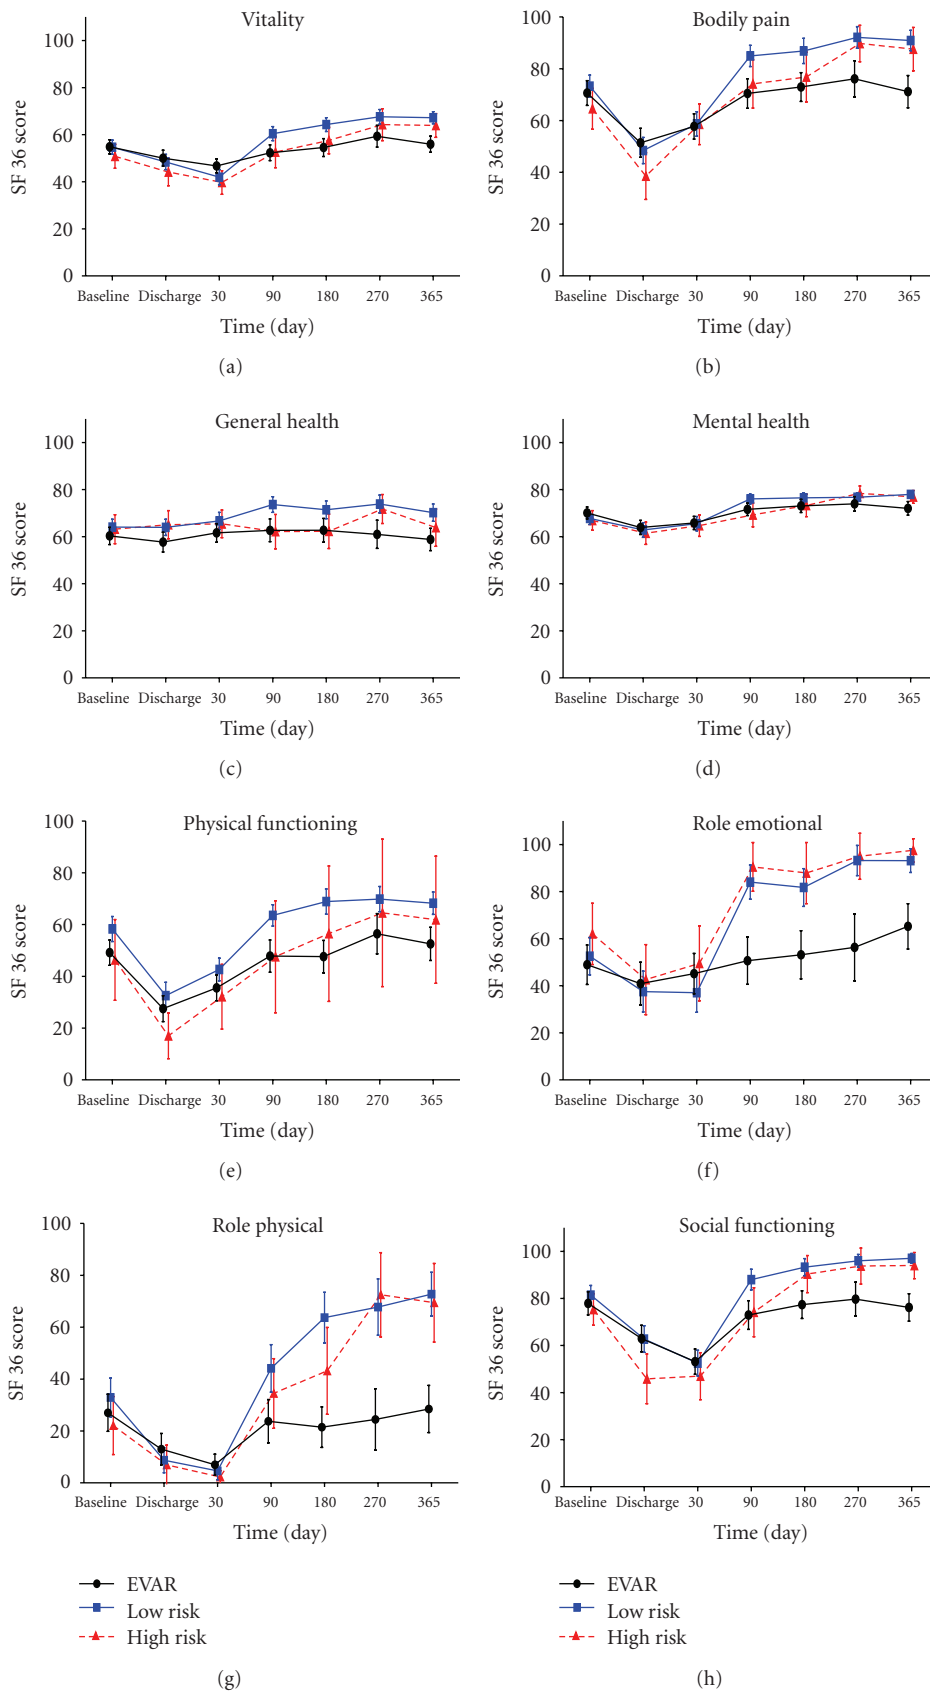 Vitality
SF 36 score
100
80
60
40
20
0
Baseline Discharge 30 90 180 270 365
Time (day)
(a)
Bodily pain
SF 36 score
100
80
60
40
20
0
Baseline Discharge 30 90 180 270 365
Time (day)
(b)
General health
SF 36 score
100
80
60
40
20
0
Baseline Discharge 30 90 180 270 365
Time (day)
(c)
Mental health
SF 36 score
100
80
60
40
20
0
Baseline Discharge 30 90 180 270 365
Time (day)
(d)
Physical functioning
SF 36 score
100
80
60
40
20
0
Baseline Discharge 30 90 180 270 365
Time (day)
(e)
Role emotional
SF 36 score
100
80
60
40
20
0
Baseline Discharge 30 90 180 270 365
Time (day)
(f)
Role physical
SF 36 score
100
80
60
40
20
0
Baseline Discharge 30 90 180 270 365
Time (day)
EVAR
Low risk
High risk
(g)
Social functioning
SF 36 score
100
80
60
40
20
0
Baseline Discharge 30 90 180 270 365
Time (day)
EVAR
Low risk
High risk
(h)